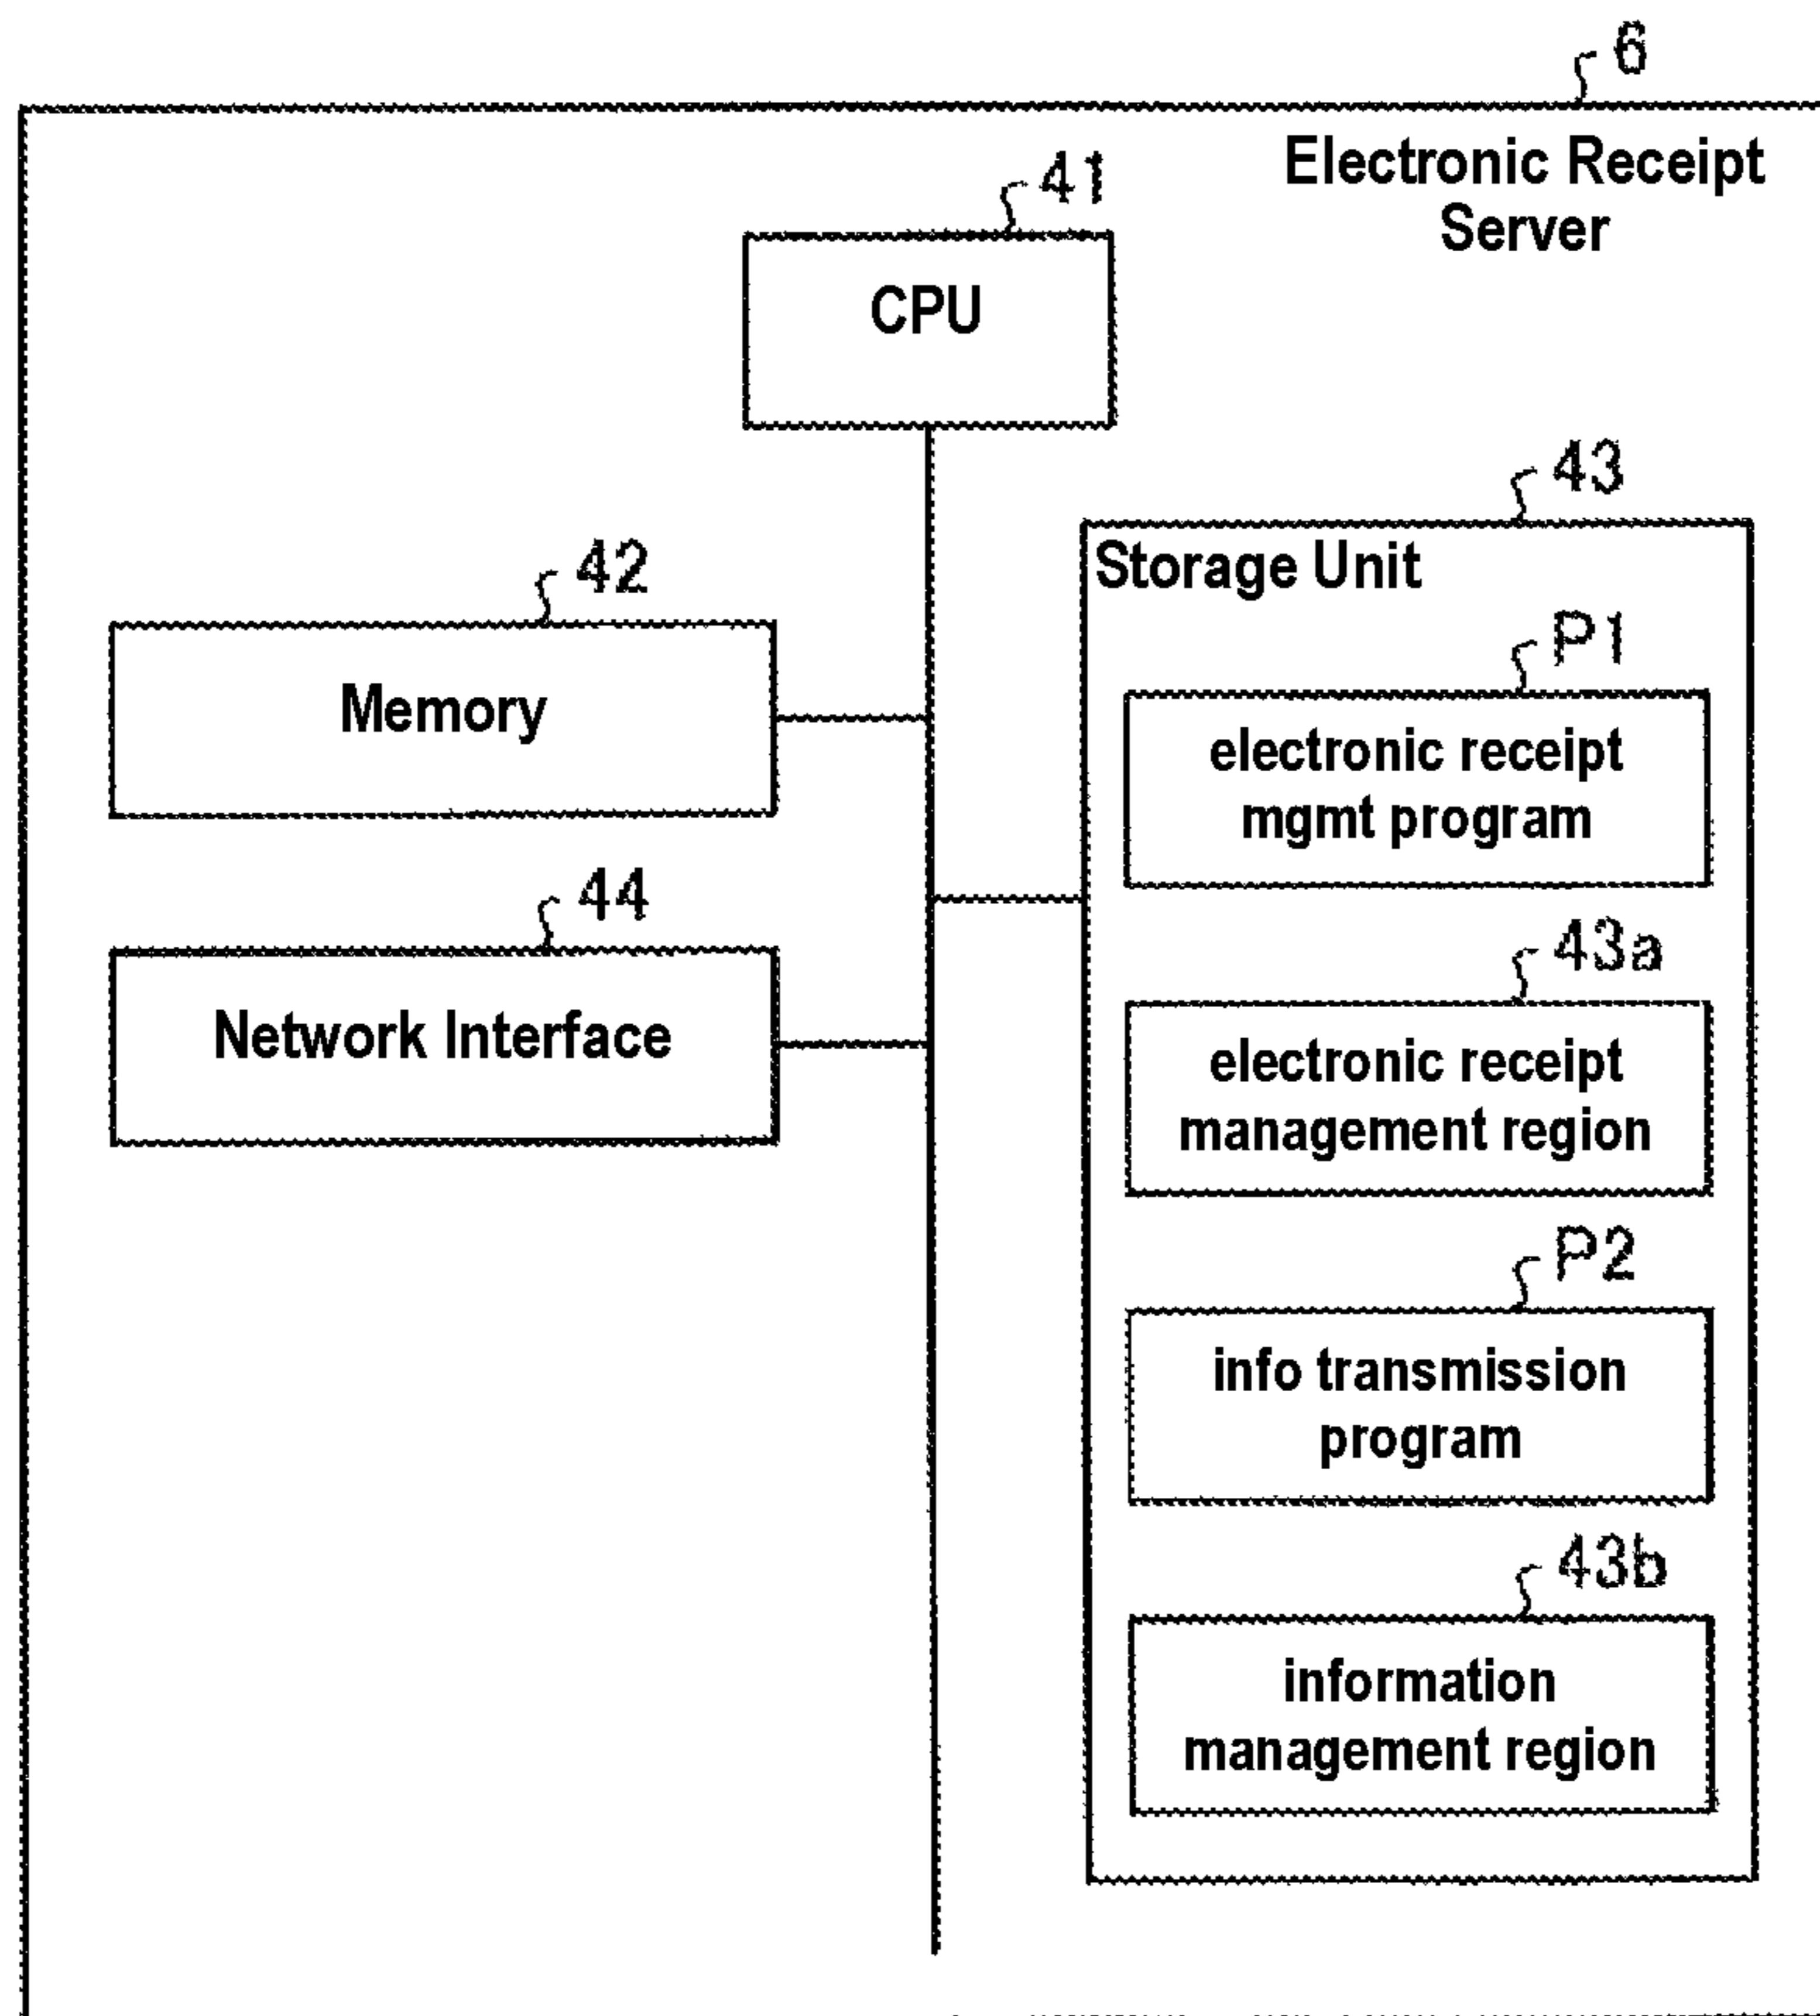 6
Electronic Receipt
Server
41
CPU
43
Storage Unit
42
Memory
P1
electronic receipt
mgmt program
44
Network Interface
43a
electronic receipt
management region
P2
info transmission
program
43b
information
management region